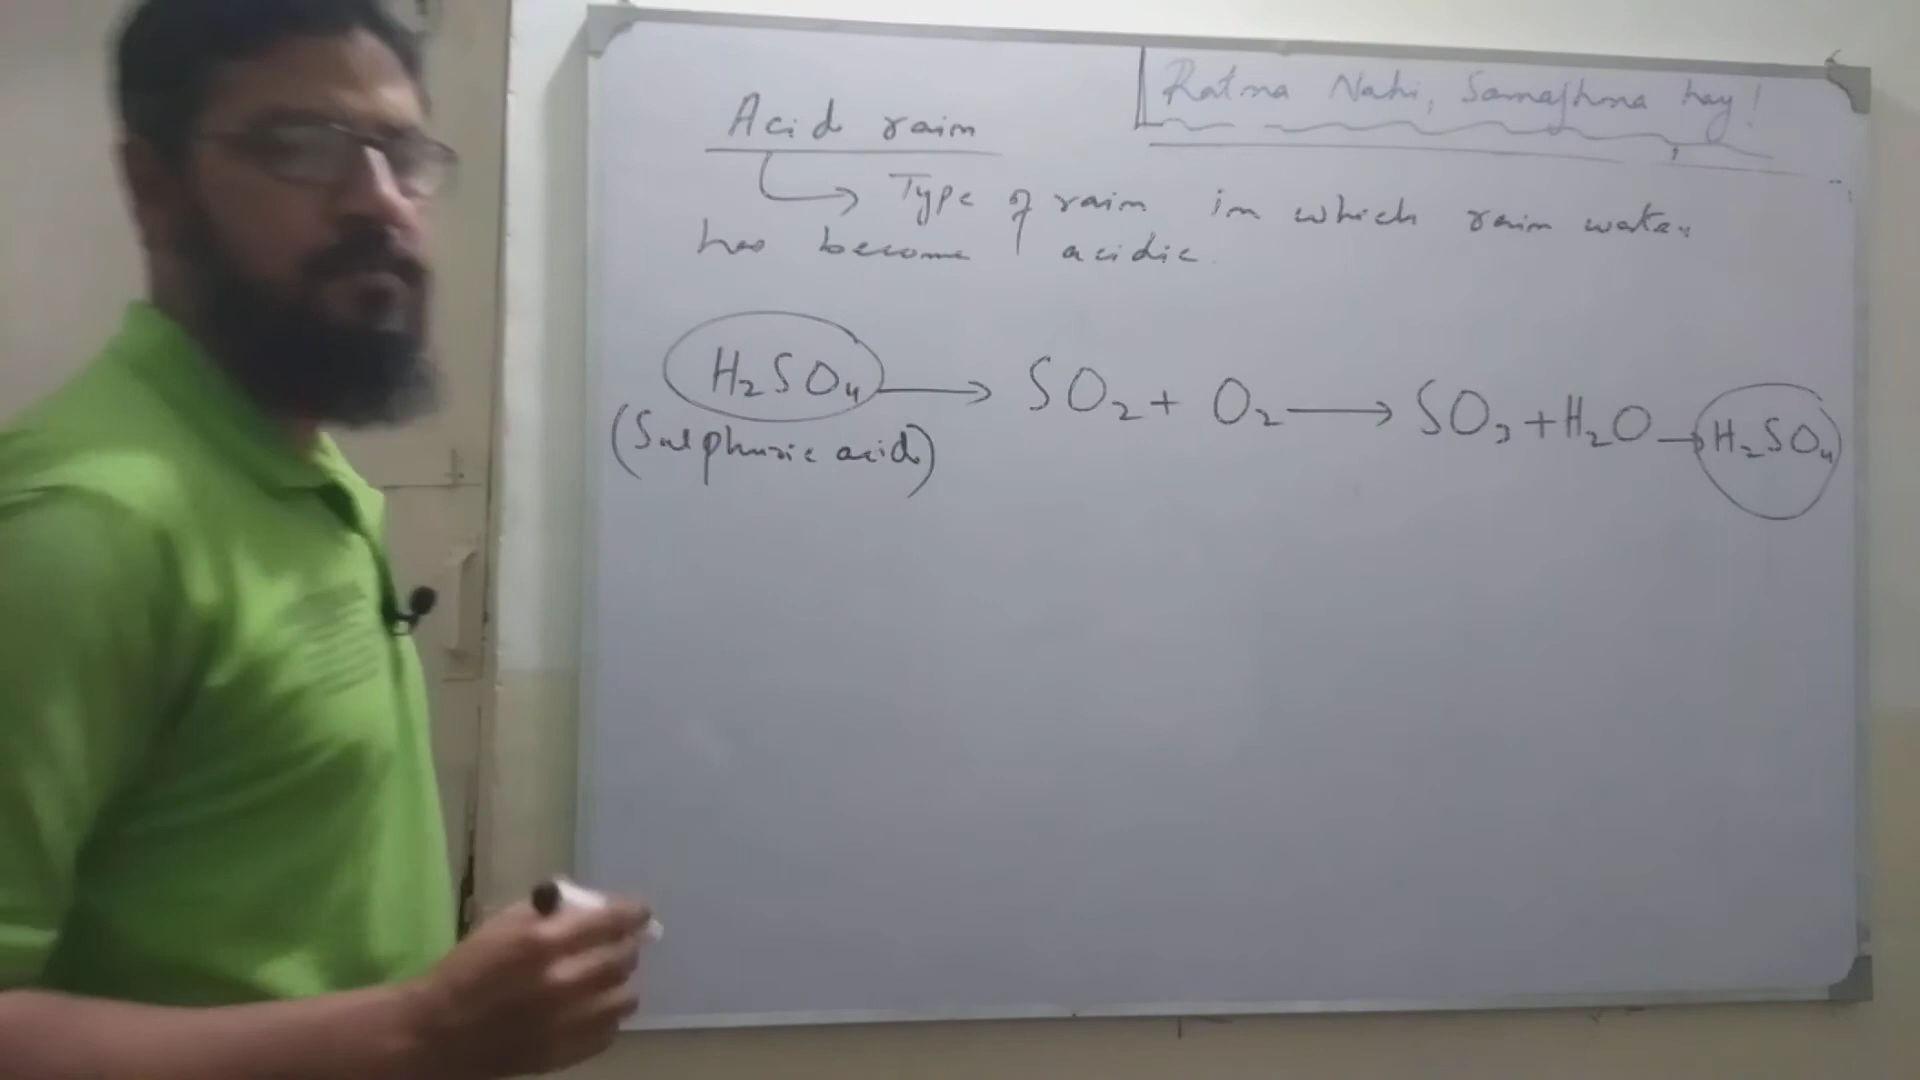 Ratna Nahi, Samajhna hay!
Acid rain
Type of rain in which rain water
has become acidic.
H₂SO₄ → SO₂ + O₂ → SO₃ + H₂O → H₂SO₄
(Sulphuric acid)